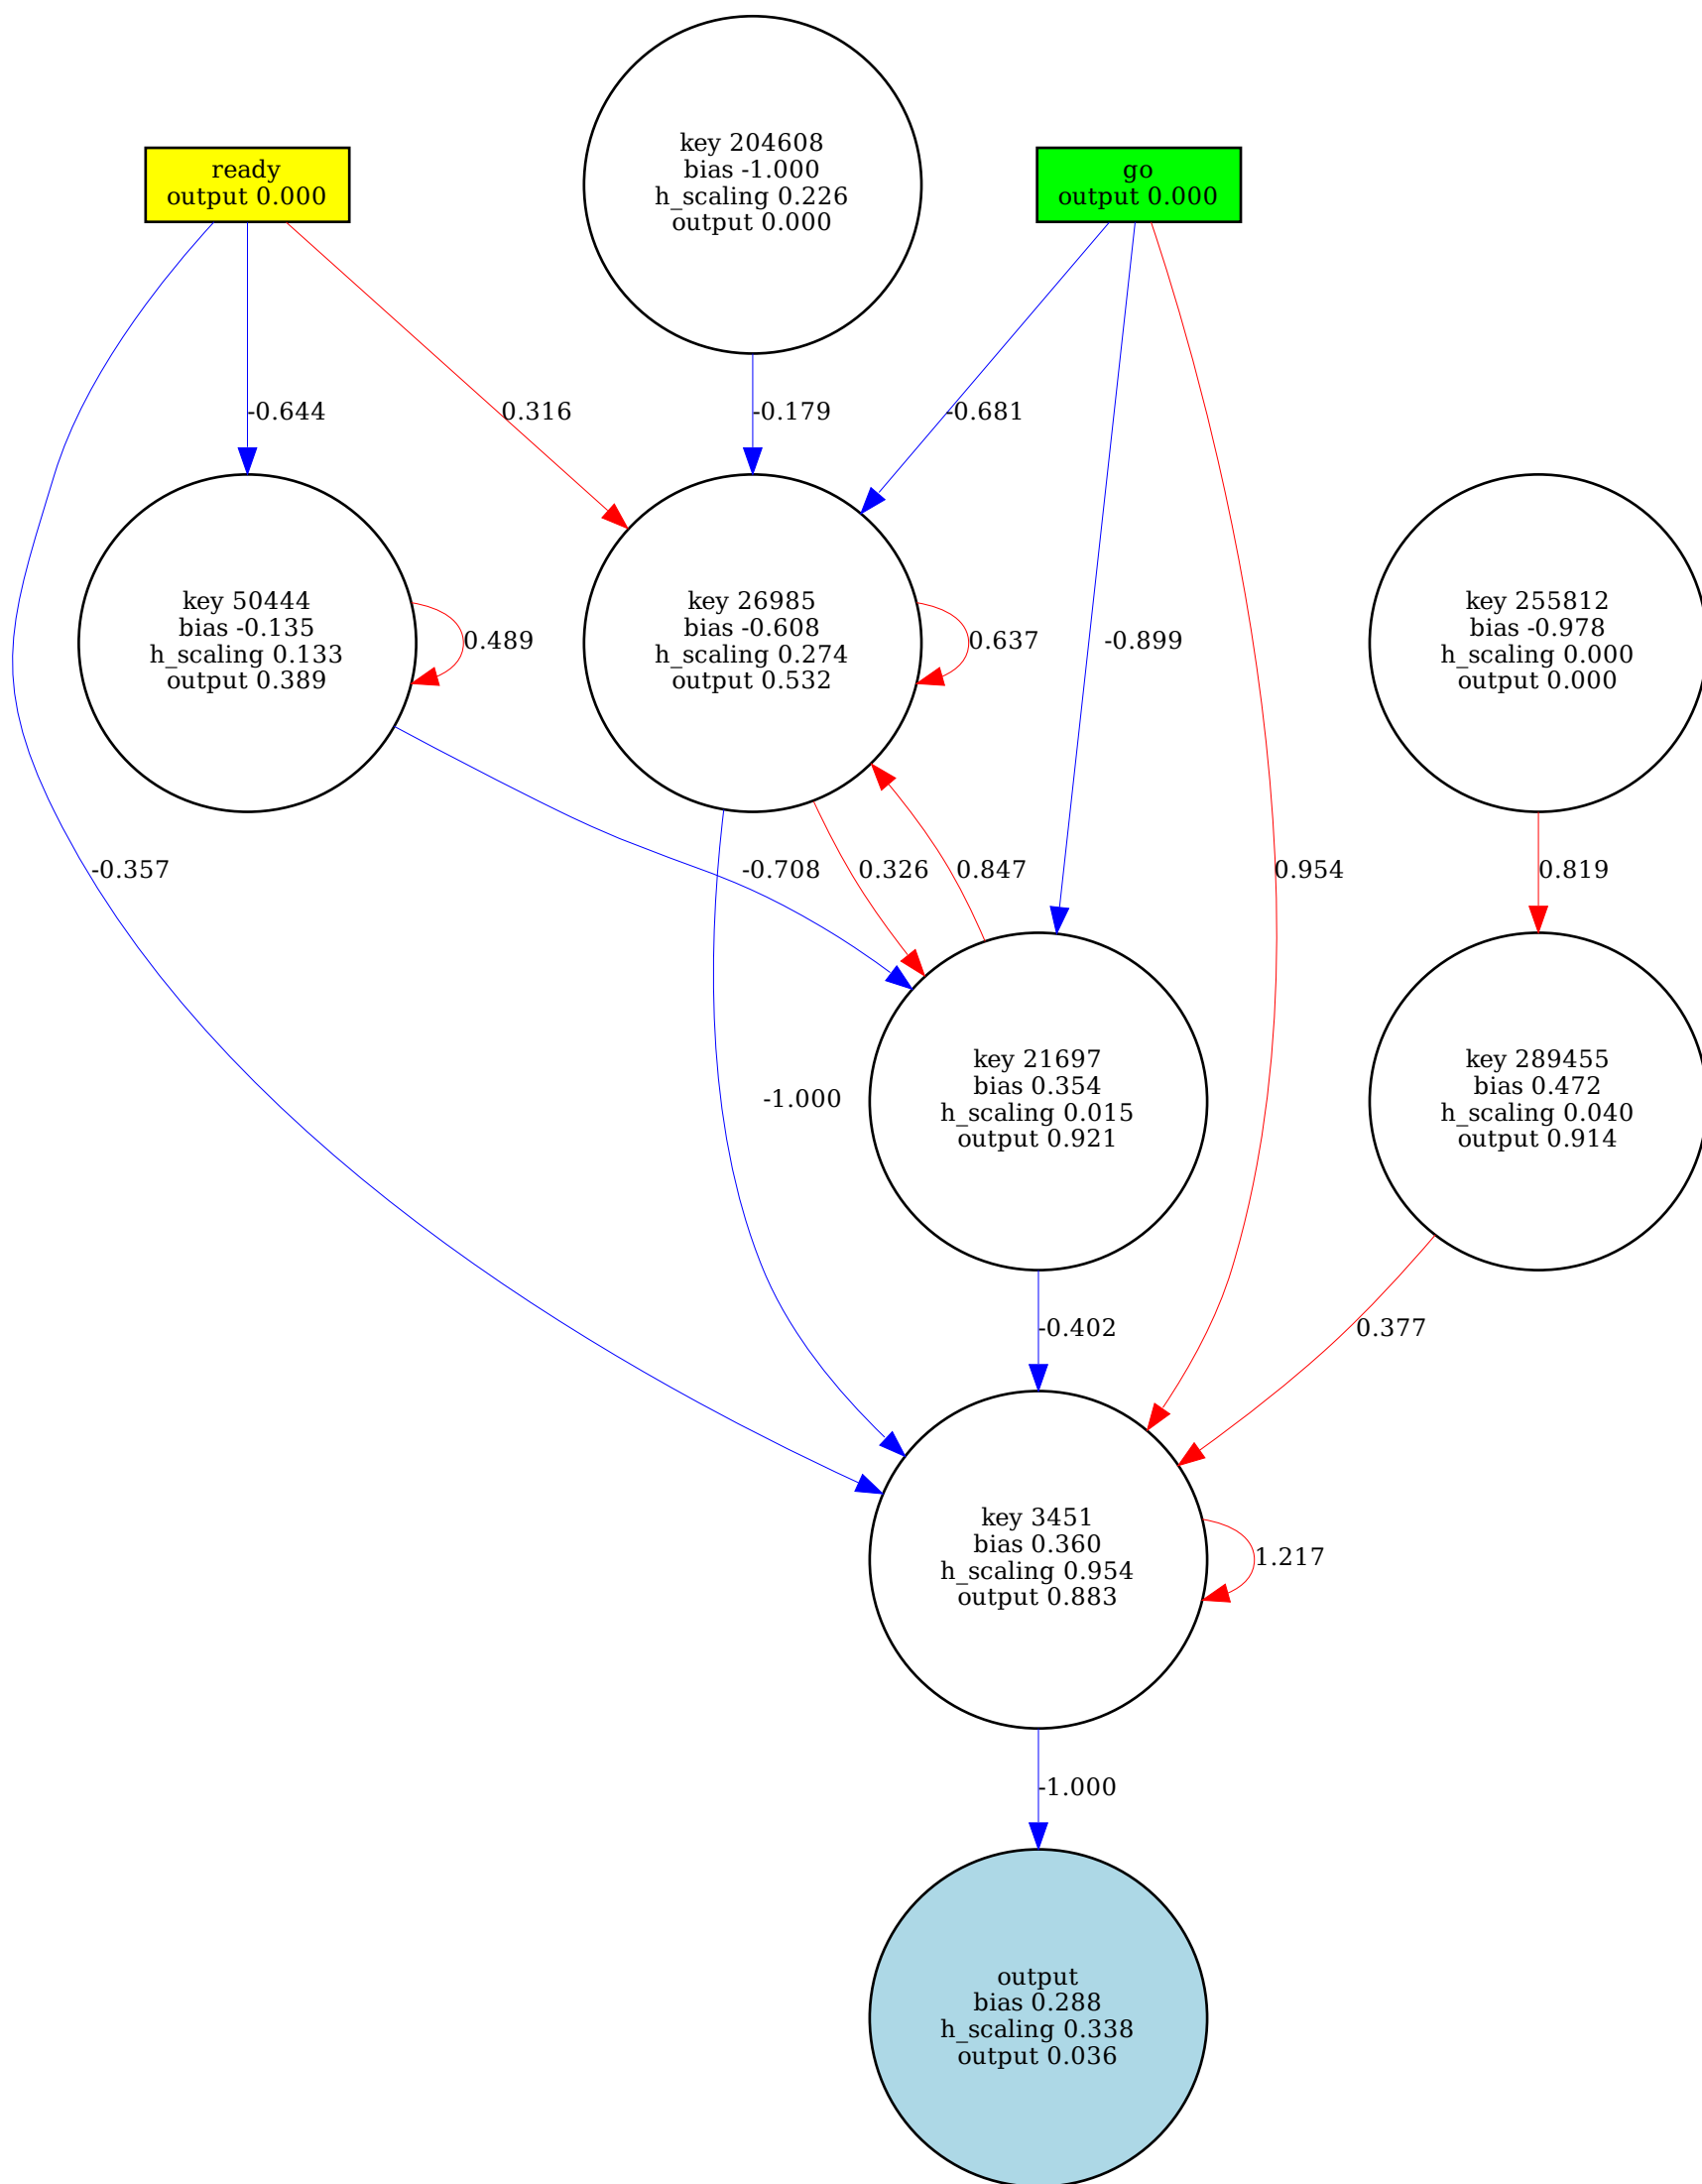 key 204608
bias -1.000
h_scaling 0.226
output 0.000
ready
output 0.000
go
output 0.000
-0.644
0.316
-0.179
-0.681
key 50444
bias -0.135
h_scaling 0.133
output 0.389
0.489
key 26985
bias -0.608
h_scaling 0.274
output 0.532
0.637
-0.899
key 255812
bias -0.978
h_scaling 0.000
output 0.000
-0.357
-0.708
0.326
0.847
0.954
0.819
-1.000
key 21697
bias 0.354
h_scaling 0.015
output 0.921
key 289455
bias 0.472
h_scaling 0.040
output 0.914
-0.402
0.377
key 3451
bias 0.360
h_scaling 0.954
output 0.883
1.217
-1.000
output
bias 0.288
h_scaling 0.338
output 0.036